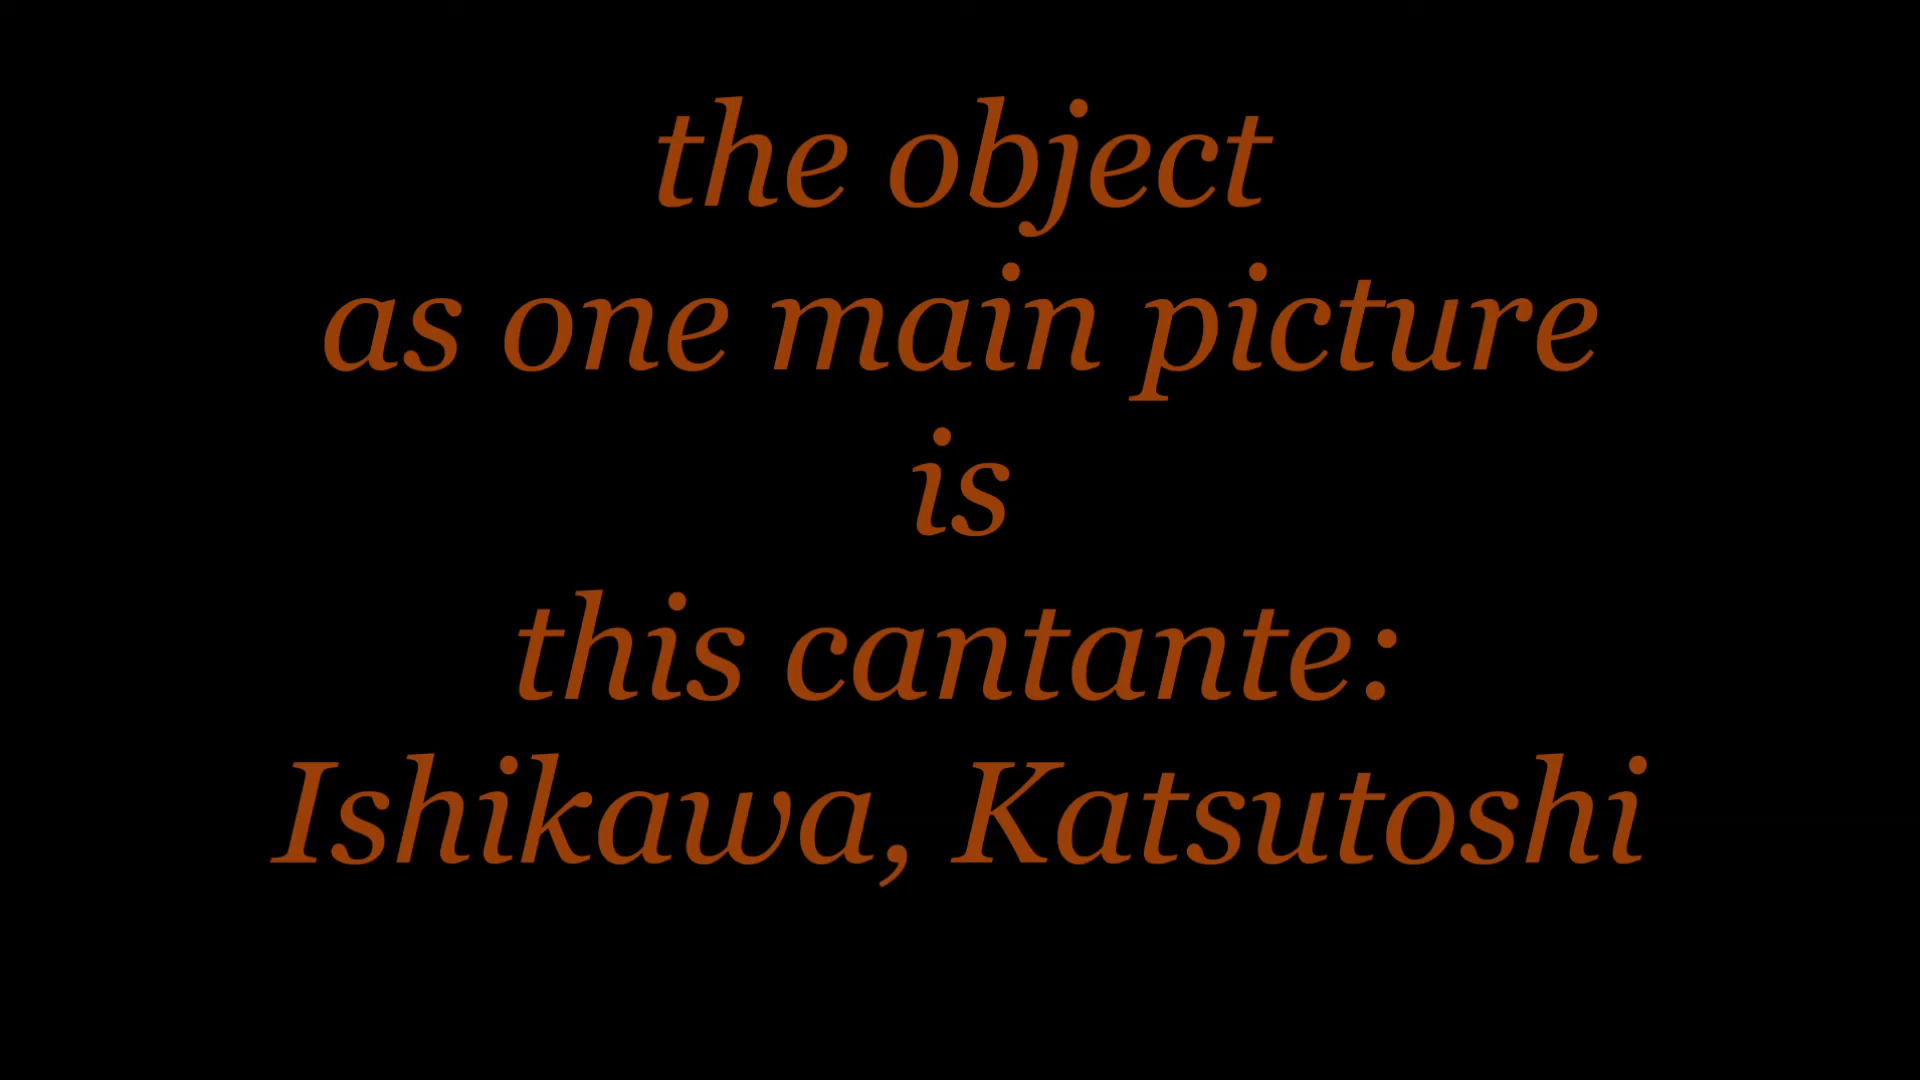 the object
as one main picture
is
this cantante:
Ishikawa, Katsutoshi